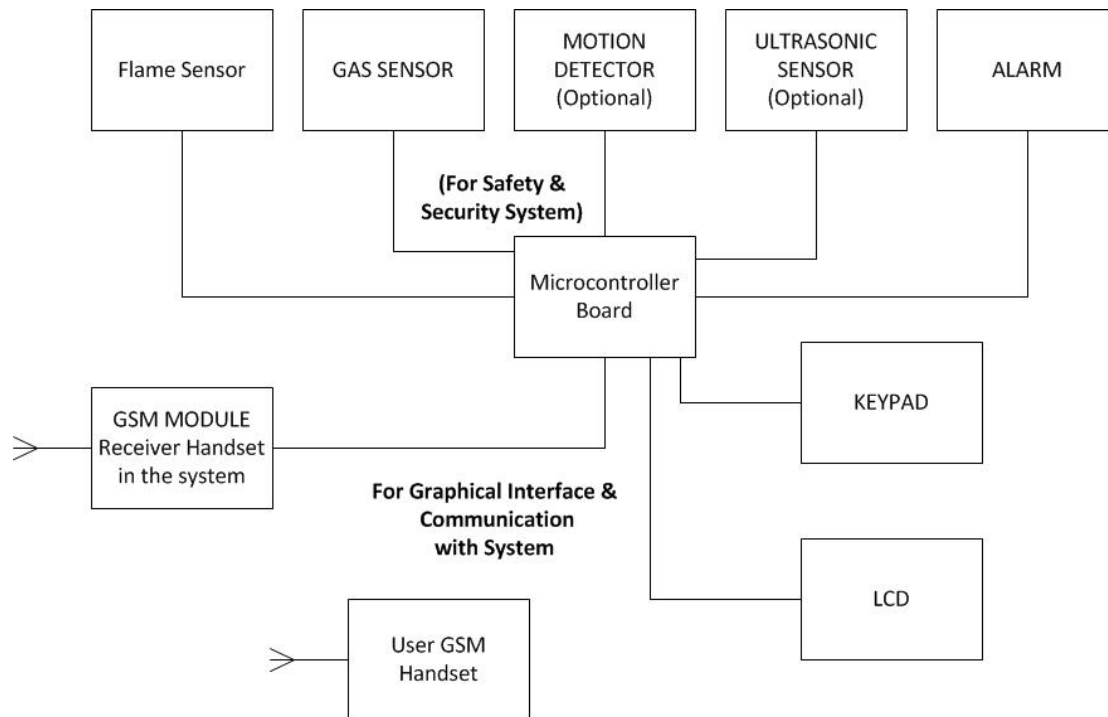 Flame Sensor
GAS SENSOR
MOTION
DETECTOR
(Optional)
ULTRASONIC
SENSOR
(Optional)
ALARM
(For Safety &
Security System)
Microcontroller
Board
KEYPAD
GSM MODULE
Receiver Handset
in the system
For Graphical Interface &
Communication
with System
LCD
User GSM
Handset